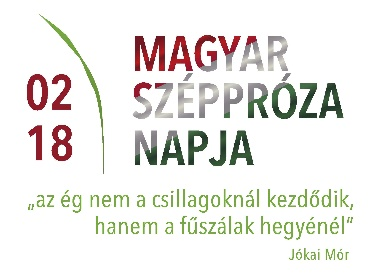 02
18
MAGYAR
SZÉPPRÓZA
NAPJA
„az ég nem a csillagoknál kezdődik,
hanem a fűszálak hegyénél”
Jókai Mór